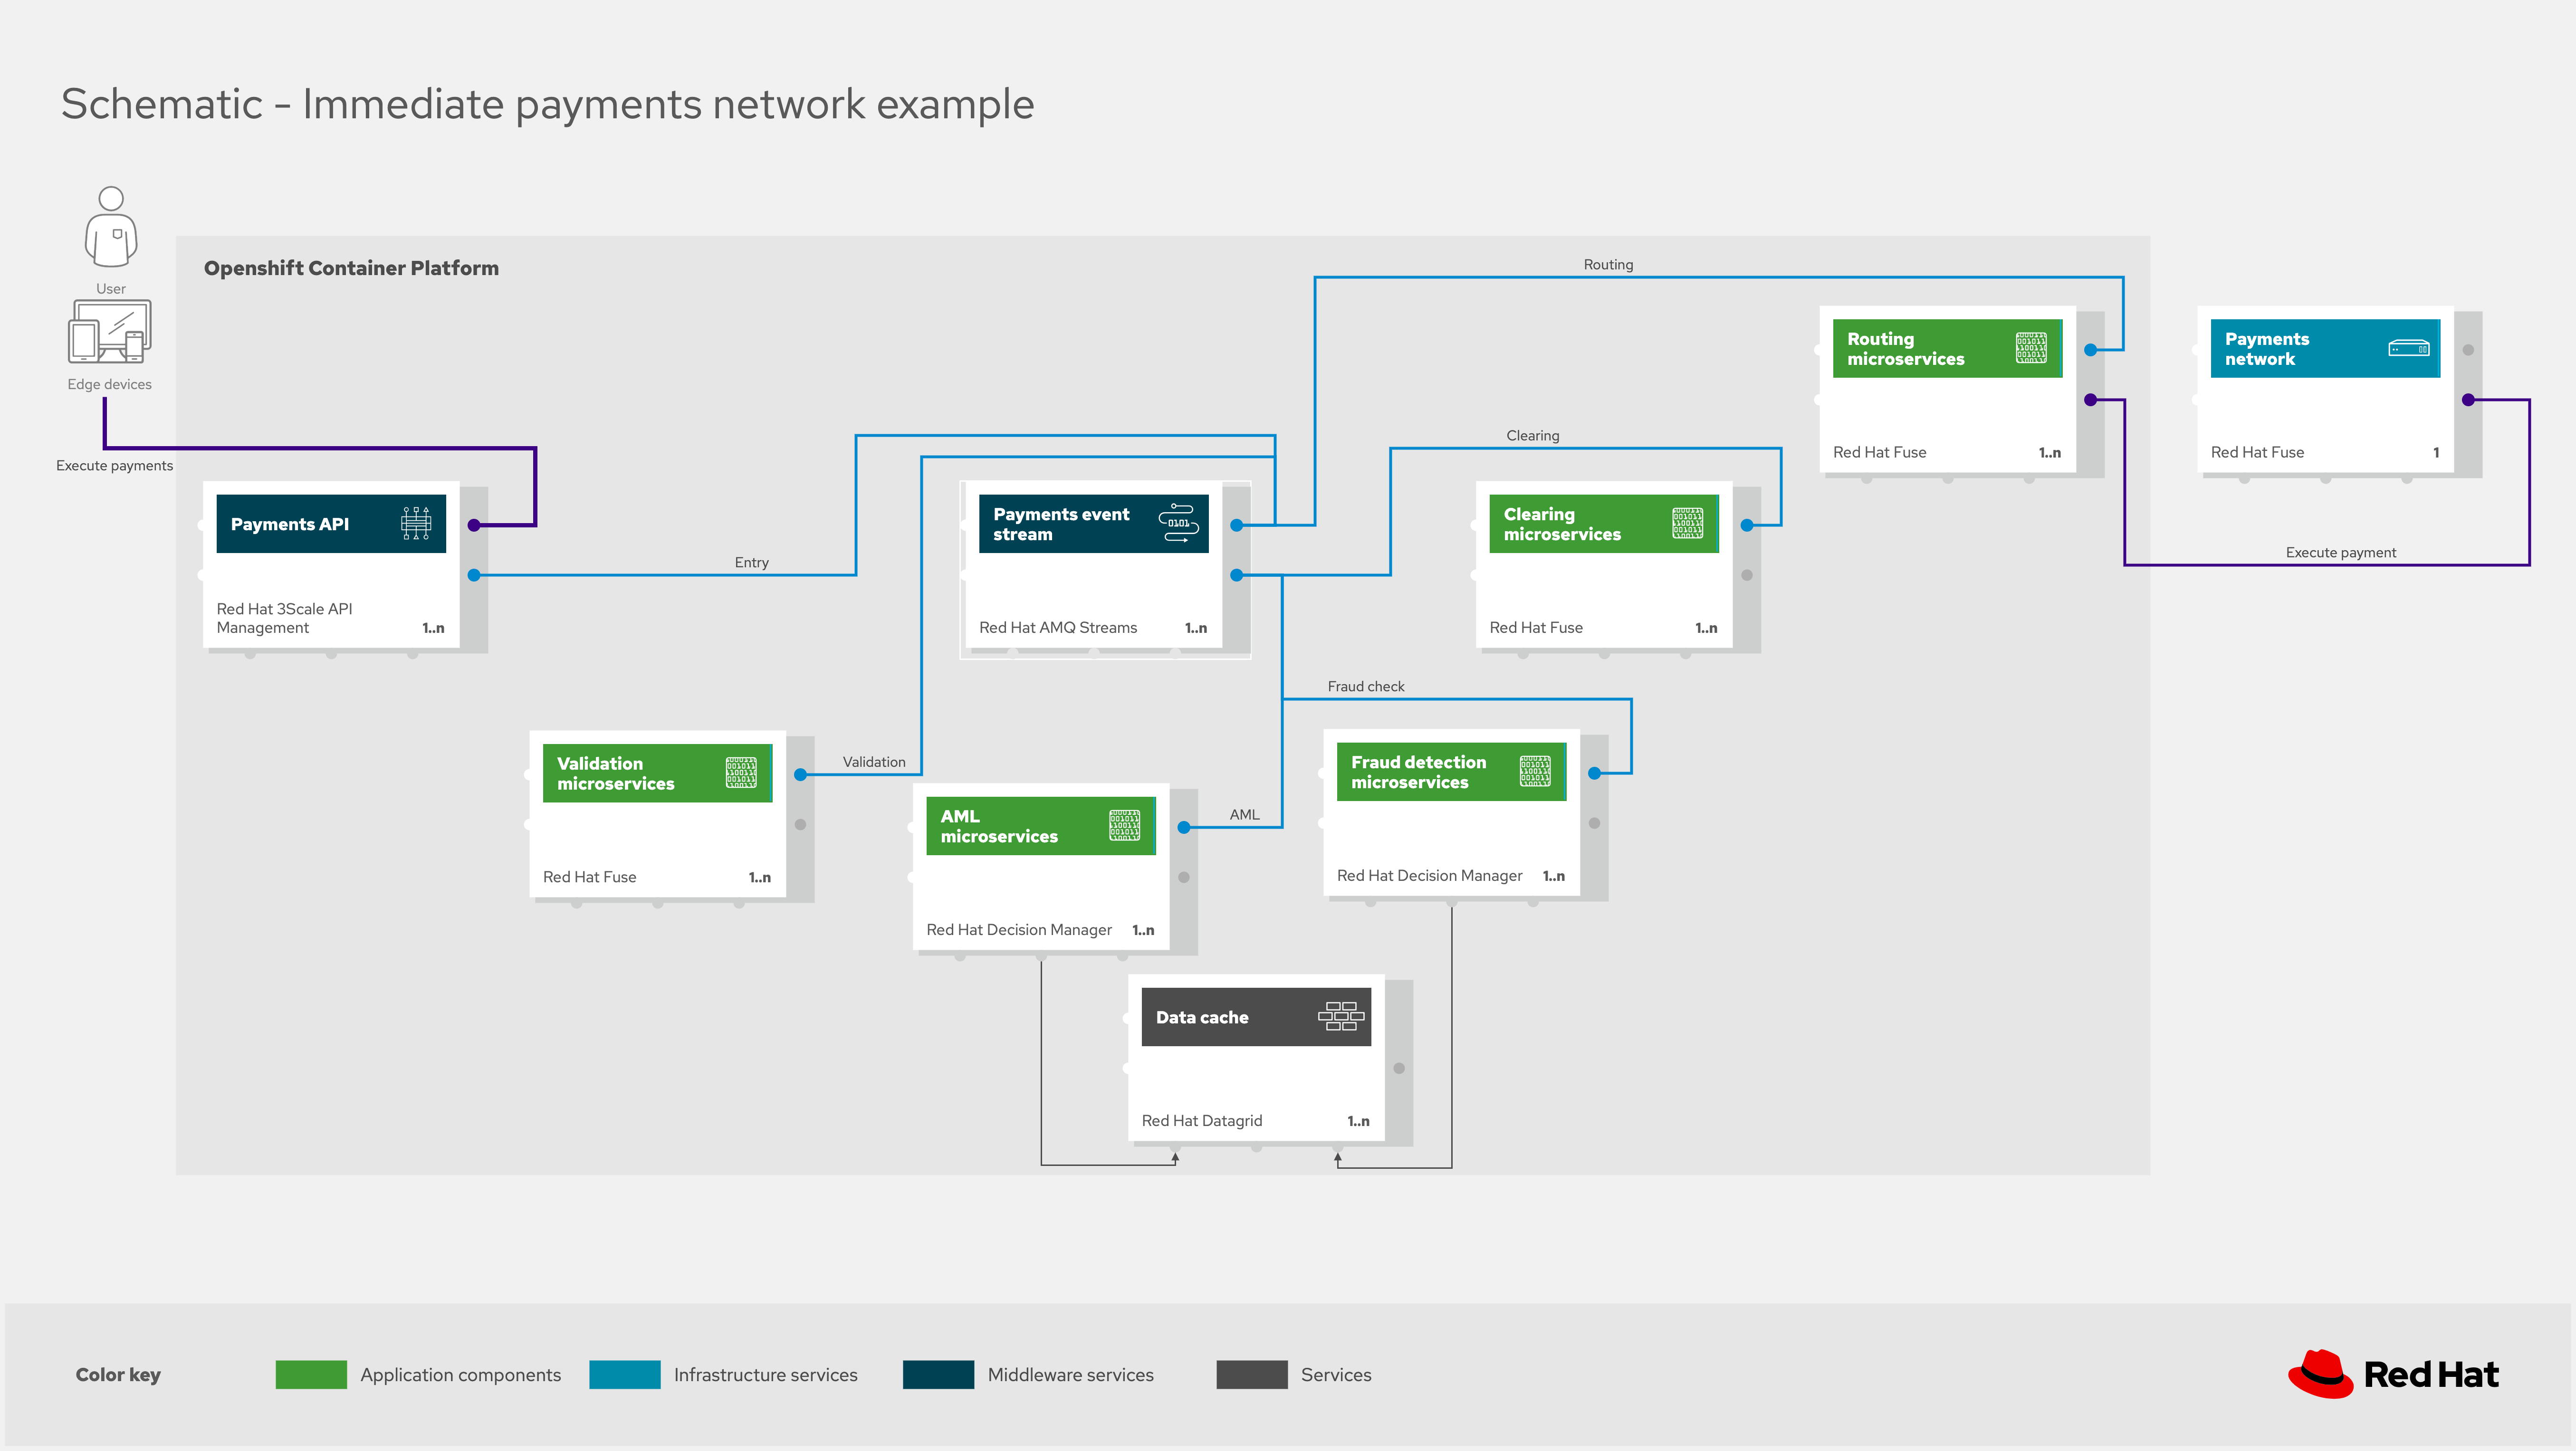 Schematic - Immediate payments network example
User
Edge devices
Execute payments
Openshift Container Platform
Routing
Routing
microservices
Red Hat Fuse
1..n
Payments
network
Red Hat Fuse
1
Execute payment
Payments API
Red Hat 3Scale API
Management
1..n
Entry
Payments event
stream
0101
Red Hat AMQ Streams
1..n
Clearing
Clearing
microservices
Red Hat Fuse
1..n
Fraud check
Validation
microservices
Red Hat Fuse
1..n
Validation
AML
microservices
Red Hat Decision Manager
1..n
AML
Fraud detection
microservices
Red Hat Decision Manager
1..n
Data cache
Red Hat Datagrid
1..n
Color key
Application components
Infrastructure services
Middleware services
Services
Red Hat